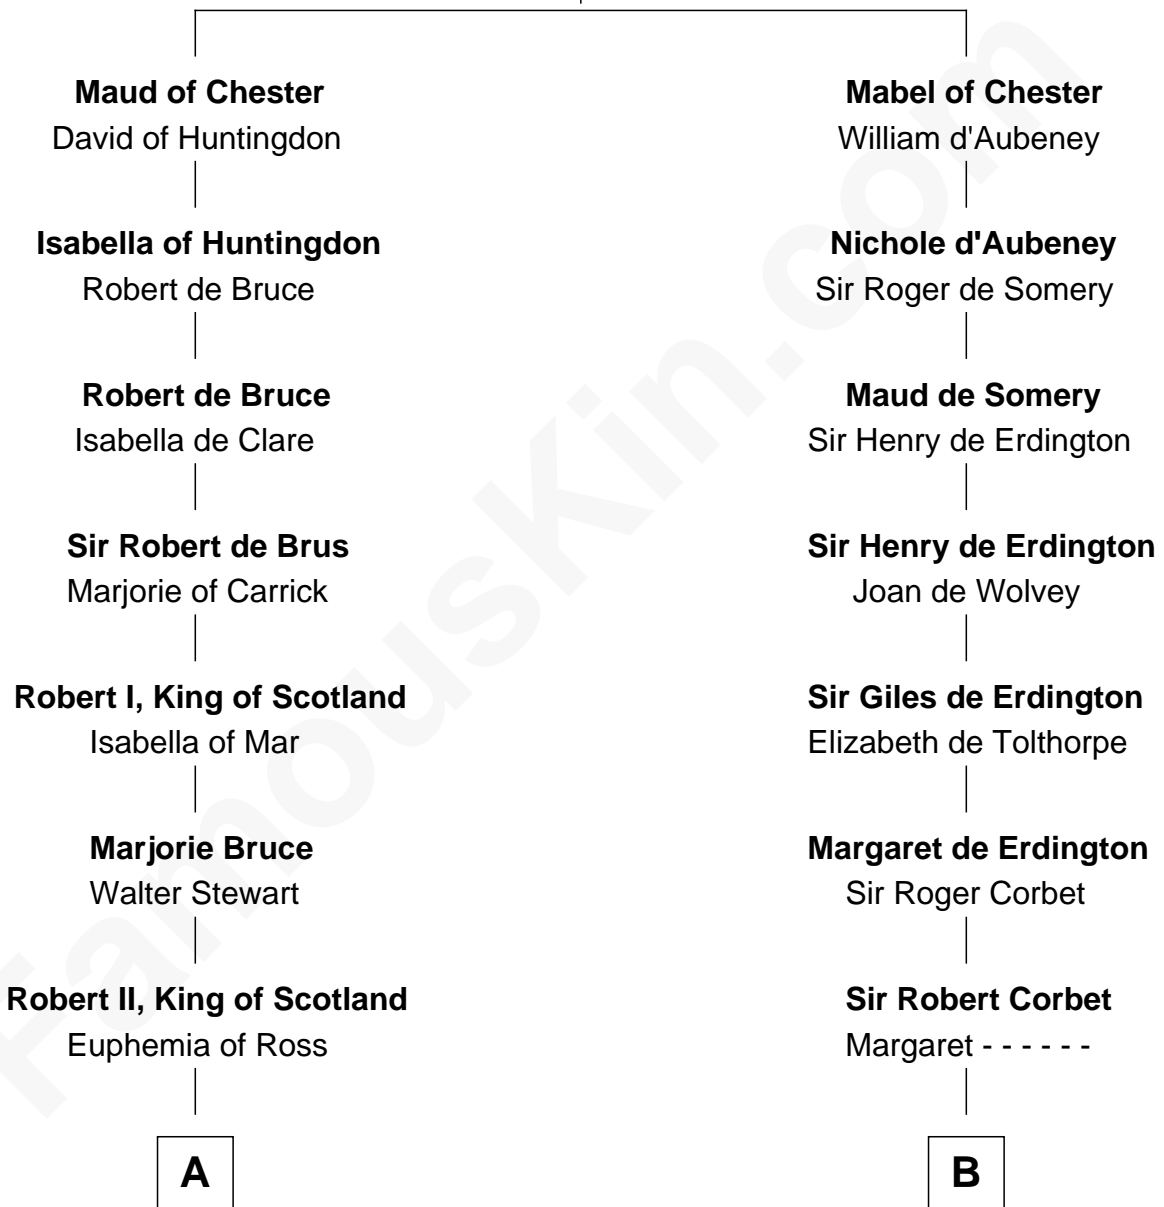 Maud of Chester
David of Huntingdon
Isabella of Huntingdon
Robert de Bruce
Robert de Bruce
Isabella de Clare
Sir Robert de Brus
Marjorie of Carrick
Robert I, King of Scotland
Isabella of Mar
Marjorie Bruce
Walter Stewart
Robert II, King of Scotland
Euphemia of Ross
A
Mabel of Chester
William d'Aubeney
Nichole d'Aubeney
Sir Roger de Somery
Maud de Somery
Sir Henry de Erdington
Sir Henry de Erdington
Joan de Wolvey
Sir Giles de Erdington
Elizabeth de Tolthorpe
Margaret de Erdington
Sir Roger Corbet
Sir Robert Corbet
Margaret - - - - - -
B
FamousKin.com